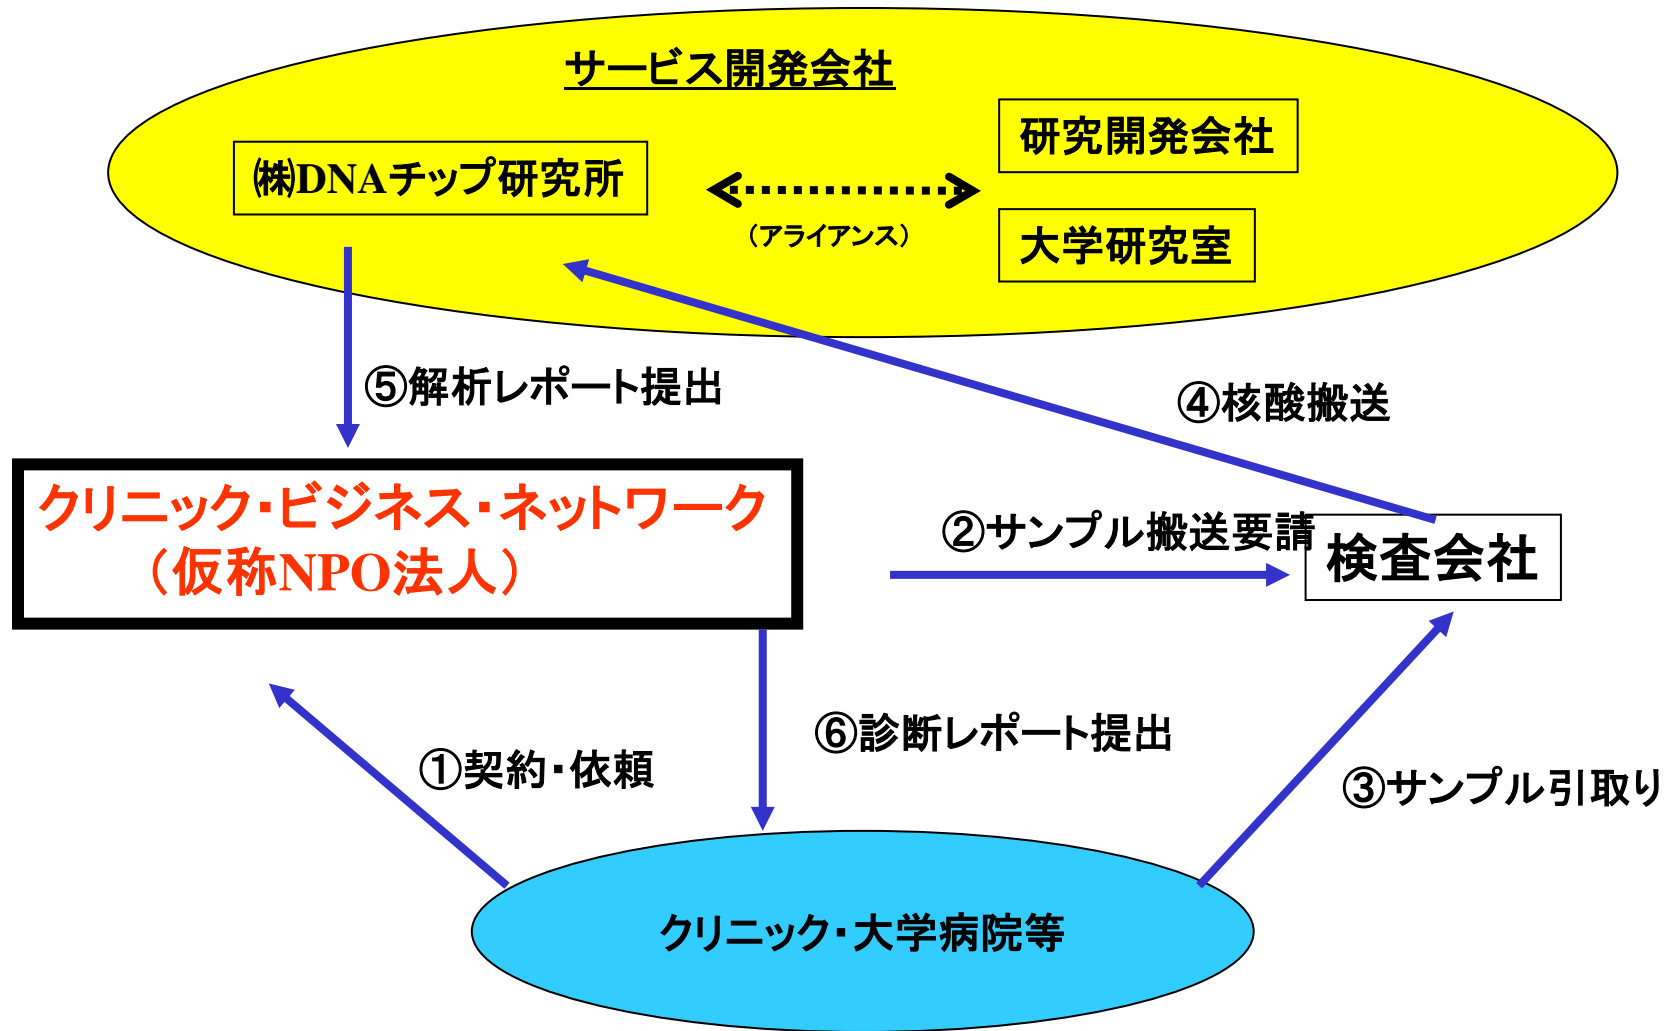 サービス開発会社
研究開発会社
㈱DNAチップ研究所
（アライアンス）
大学研究室
⑤解析レポート提出
④核酸搬送
クリニック・ビジネス・ネットワーク
（仮称NPO法人）
②サンプル搬送要請
検査会社
⑥診断レポート提出
①契約・依頼
③サンプル引取り
クリニック・大学病院等